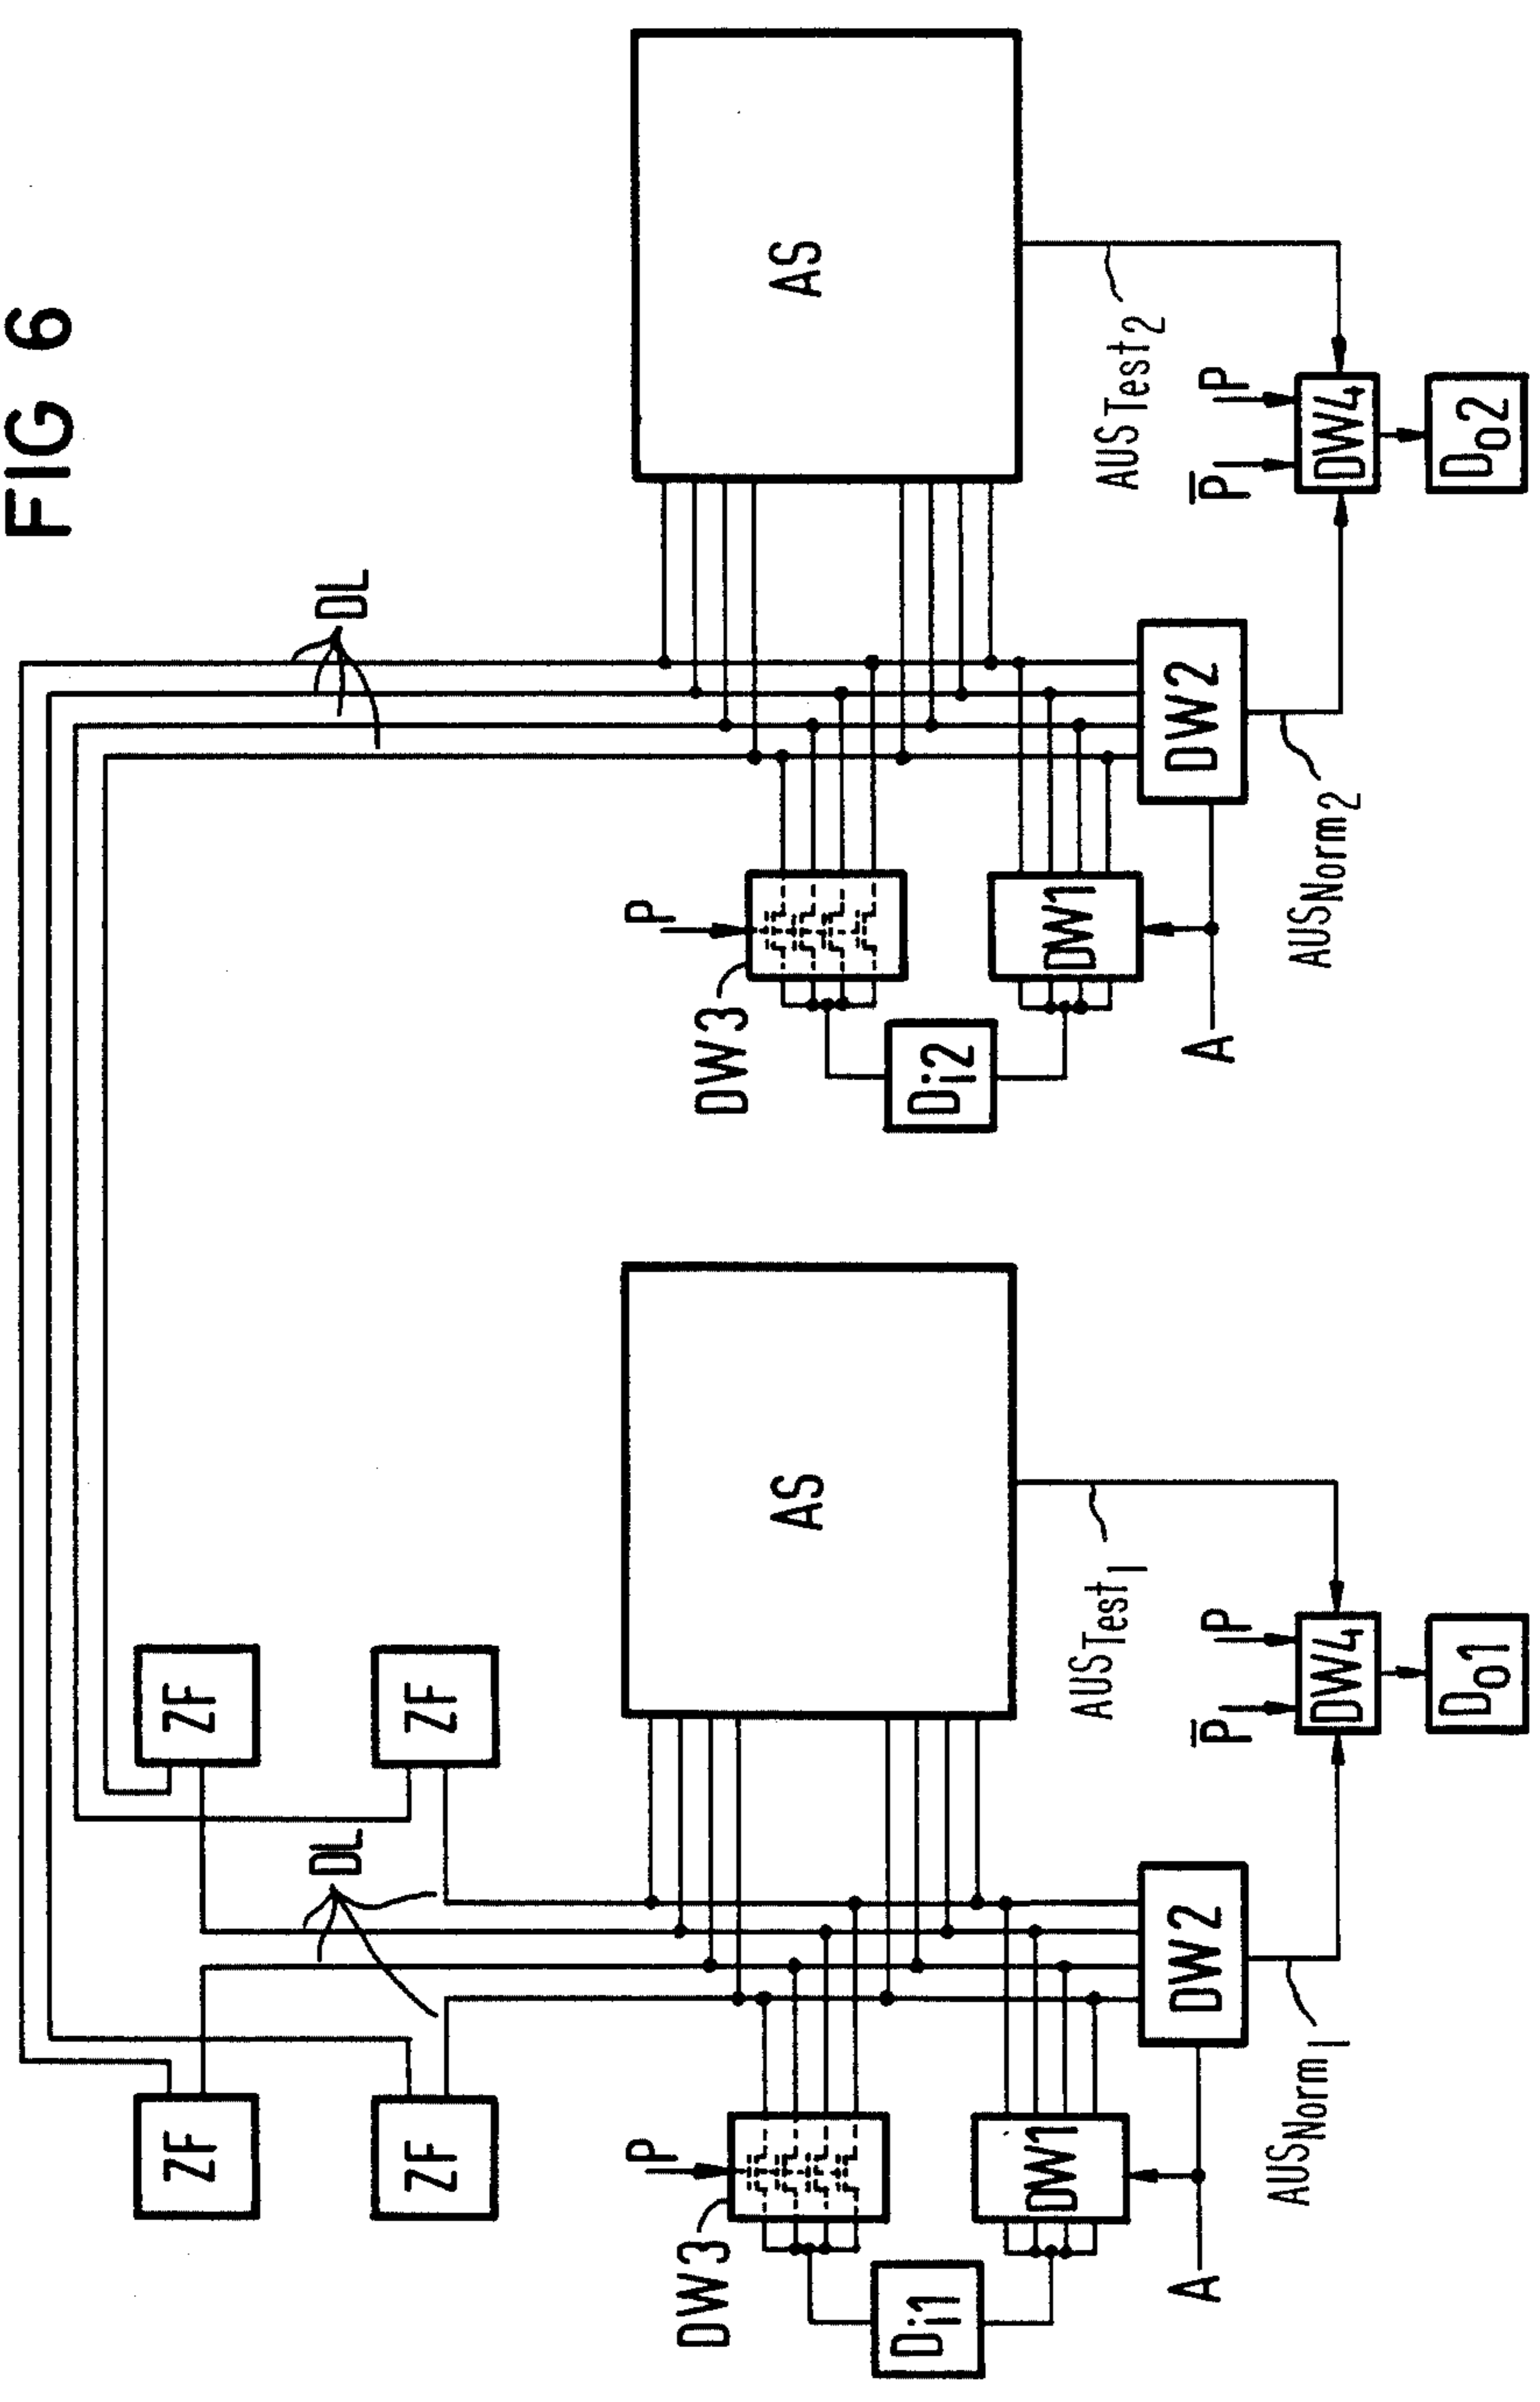 FIG 6
ZF
ZF
ZF
ZF
DL
DL
P
DW3
AS
P
DW3
AS
Di1
DW1
Di2
DW1
A
DW2
AUSTest1
A
DW2
AUSTest2
AUSNorm1
P̅
P
DW4
AUSNorm2
P̅
P
DW4
Do1
Do2